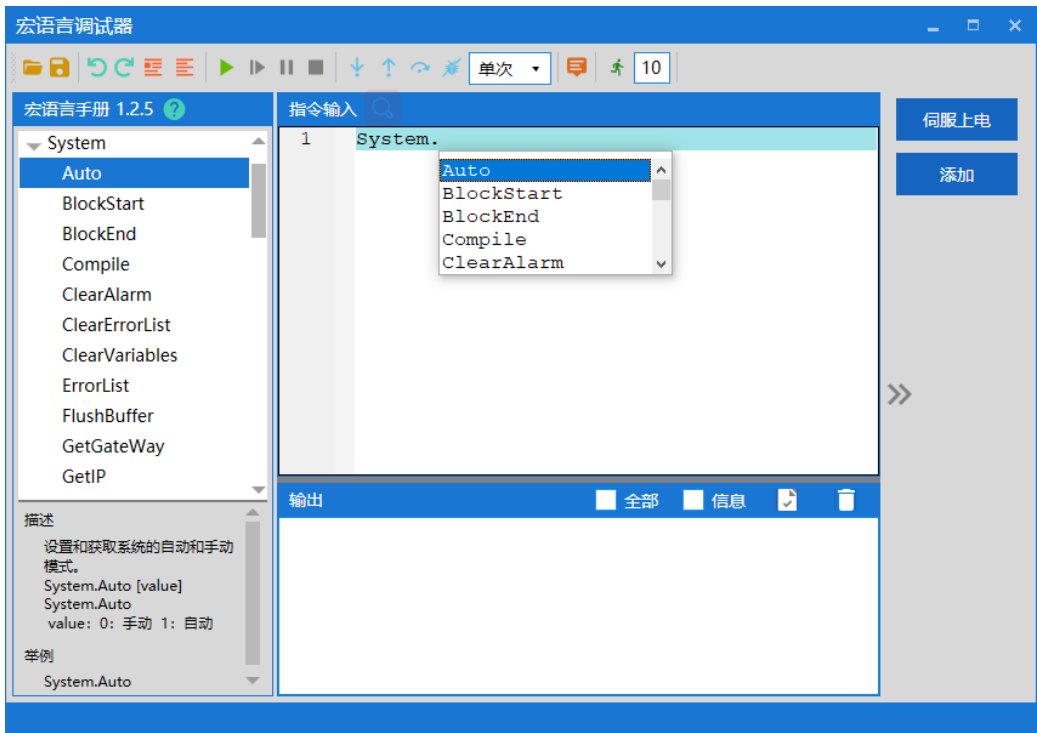 宏语言调试器
单次
10
宏语言手册 1.2.5
?
System
Auto
BlockStart
BlockEnd
Compile
ClearAlarm
ClearErrorList
ClearVariables
ErrorList
FlushBuffer
GetGateWay
GetIP
描述
设置和获取系统的自动和手动
模式。
System.Auto [value]
System.Auto
value: 0: 手动 1: 自动
举例
System.Auto
指令输入
1 System.
Auto
BlockStart
BlockEnd
Compile
ClearAlarm
输出
全部
信息
伺服上电
添加